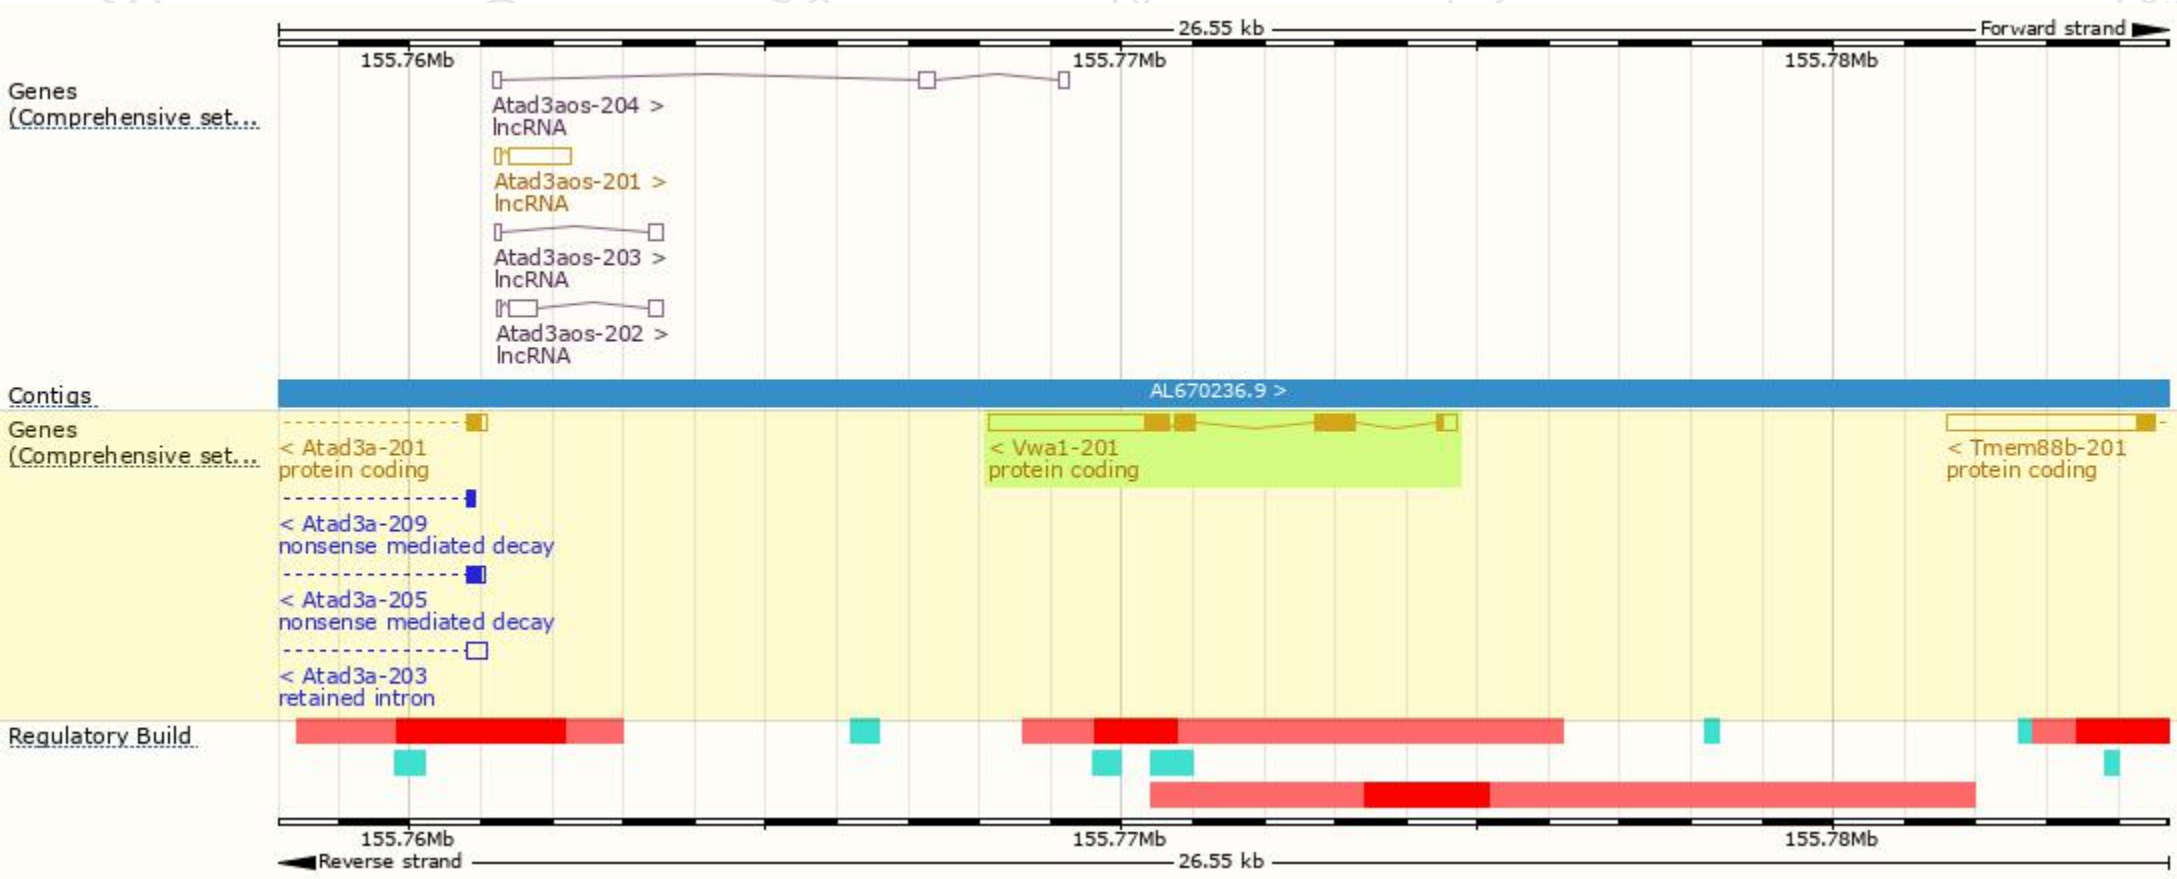 26.55 kb
Forward strand
155.76Mb 155.77Mb 155.78Mb
Genes
(Comprehensive set...
Atad3aos-204 >
lncRNA
Atad3aos-201 >
lncRNA
Atad3aos-203 >
lncRNA
Atad3aos-202 >
lncRNA
Contigs
AL670236.9 >
Genes
(Comprehensive set...
< Atad3a-201
protein coding
< Vwa1-201
protein coding
< Tmem88b-201
protein coding
< Atad3a-209
nonsense mediated decay
< Atad3a-205
nonsense mediated decay
< Atad3a-203
retained intron
Regulatory Build
155.76Mb 155.77Mb 155.78Mb
Reverse strand
26.55 kb